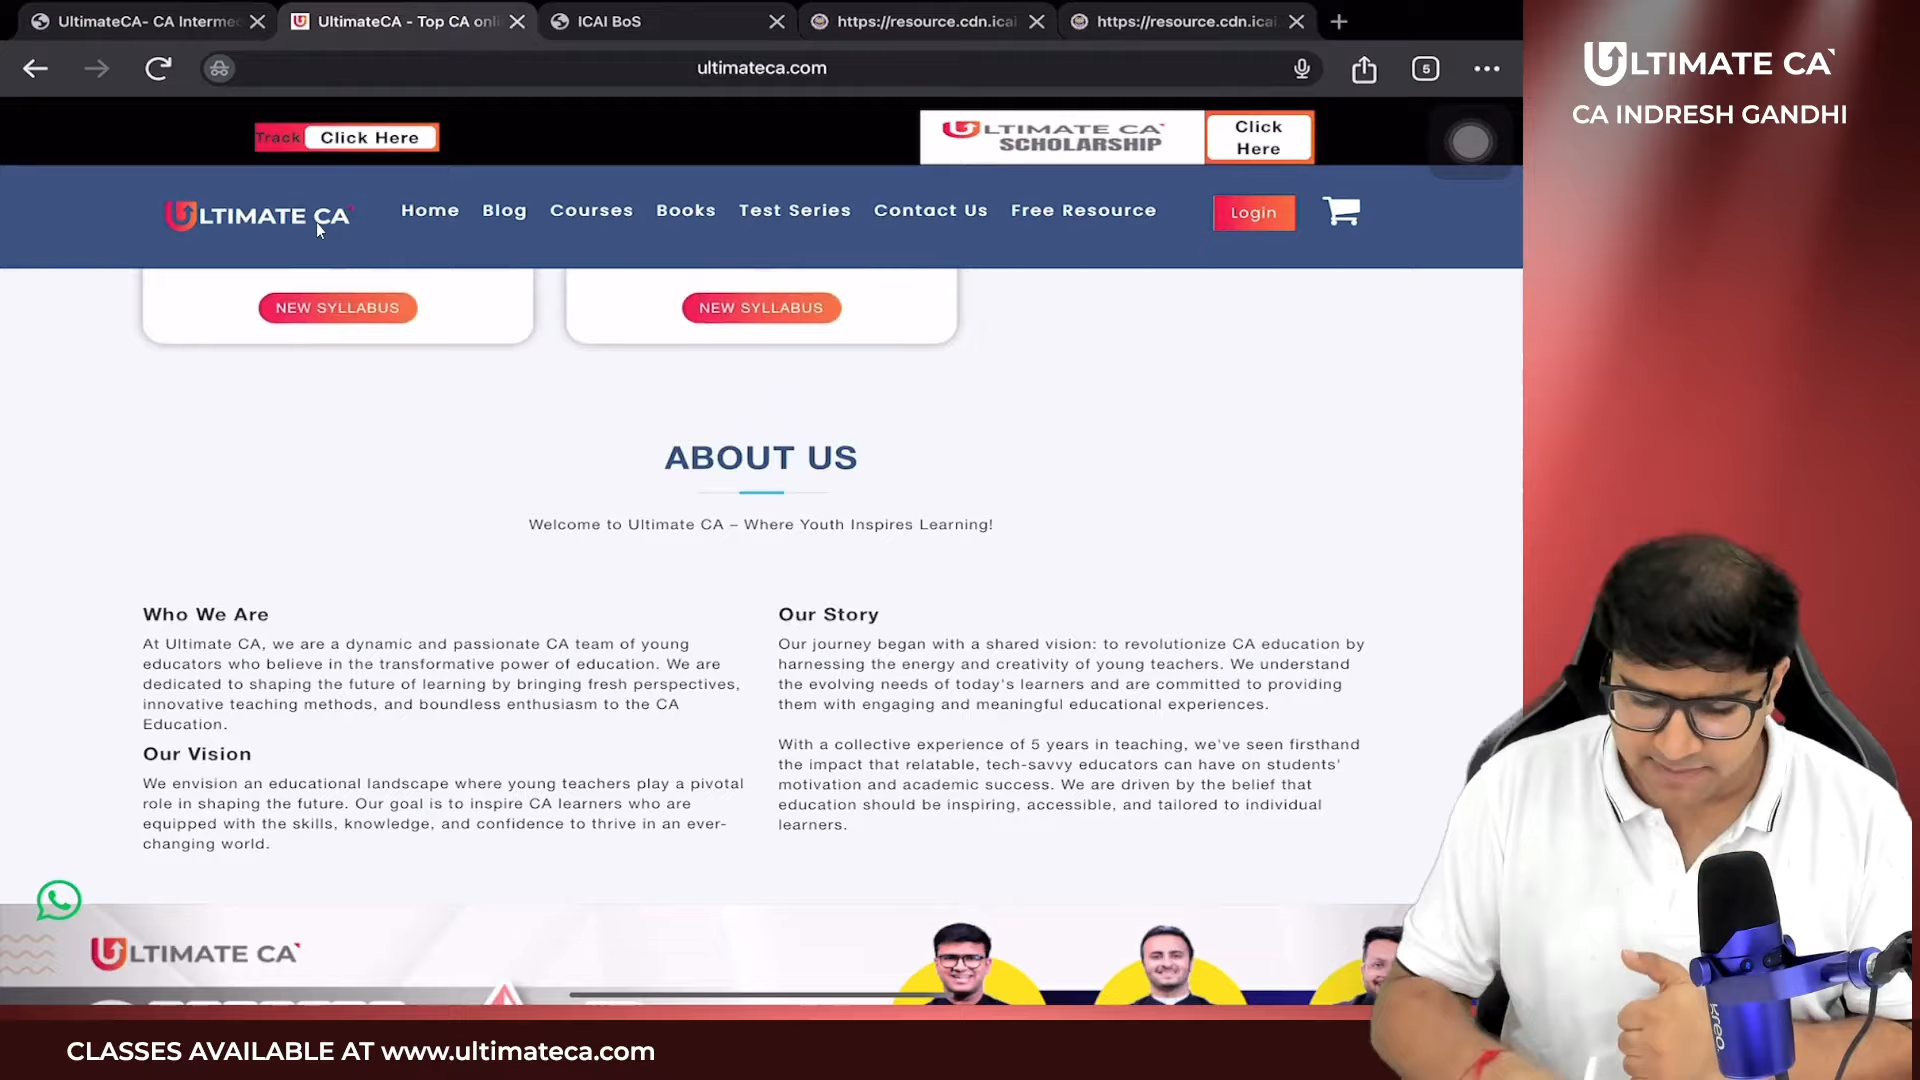 UltimateCA- CA Interme
UltimateCA - Top CA onli
ICAI BoS
https://resource.cdn.icai
https://resource.cdn.icai
ultimateca.com
5
Track
Click Here
ULTIMATE CA
SCHOLARSHIP
Click
Here
ULTIMATE CA
Home
Blog
Courses
Books
Test Series
Contact Us
Free Resource
Login
NEW SYLLABUS
NEW SYLLABUS
ABOUT US
Welcome to Ultimate CA – Where Youth Inspires Learning!
Who We Are
At Ultimate CA, we are a dynamic and passionate CA team of young
educators who believe in the transformative power of education. We are
dedicated to shaping the future of learning by bringing fresh perspectives,
innovative teaching methods, and boundless enthusiasm to the CA
Education.
Our Vision
We envision an educational landscape where young teachers play a pivotal
role in shaping the future. Our goal is to inspire CA learners who are
equipped with the skills, knowledge, and confidence to thrive in an ever-
changing world.
Our Story
Our journey began with a shared vision: to revolutionize CA education by
harnessing the energy and creativity of young teachers. We understand
the evolving needs of today's learners and are committed to providing
them with engaging and meaningful educational experiences.
With a collective experience of 5 years in teaching, we've seen firsthand
the impact that relatable, tech-savvy educators can have on students'
motivation and academic success. We are driven by the belief that
education should be inspiring, accessible, and tailored to individual
learners.
ULTIMATE CA
CLASSES AVAILABLE AT www.ultimateca.com
ULTIMATE CA
CA INDRESH GANDHI
kreo